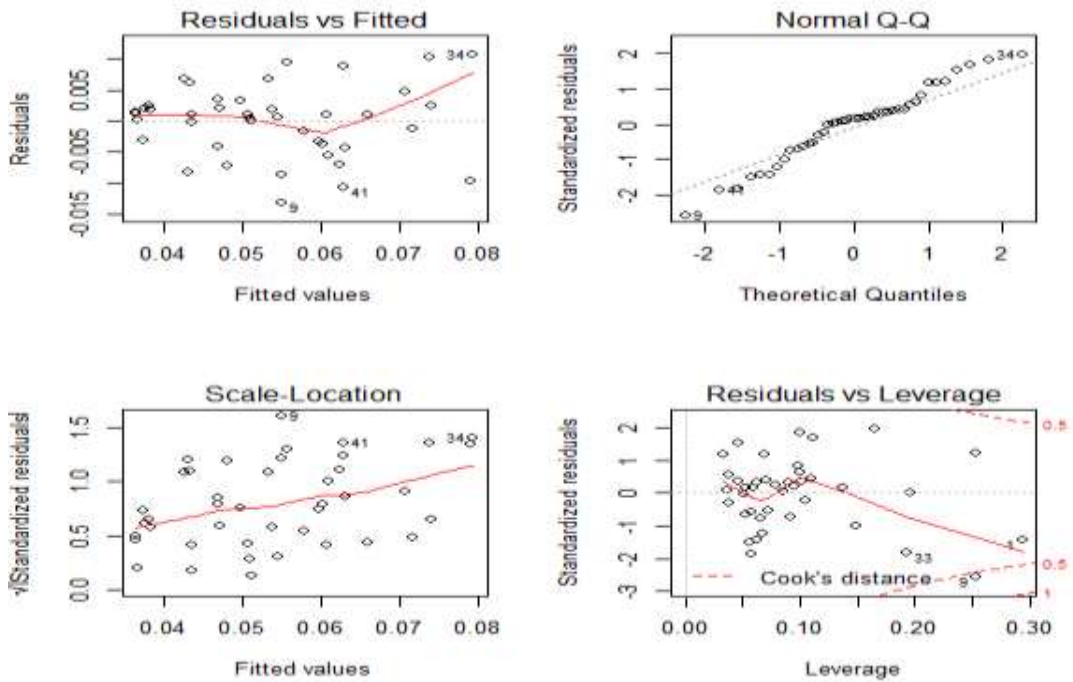 Residuals vs Fitted
Residuals
0.005
-0.005
-0.015
34
41
9
0.04 0.05 0.06 0.07 0.08
Fitted values
Normal Q-Q
Standardized residuals
2
1
0
-1
-2
34
41
9
-2 -1 0 1 2
Theoretical Quantiles
Scale-Location
√|Standardized residuals|
1.5
1.0
0.5
0.0
9
41
34
0.04 0.05 0.06 0.07 0.08
Fitted values
Residuals vs Leverage
Standardized residuals
2
1
0
-1
-2
-3
0.5
1
33
0.5
9
1
Cook's distance
0.00 0.10 0.20 0.30
Leverage